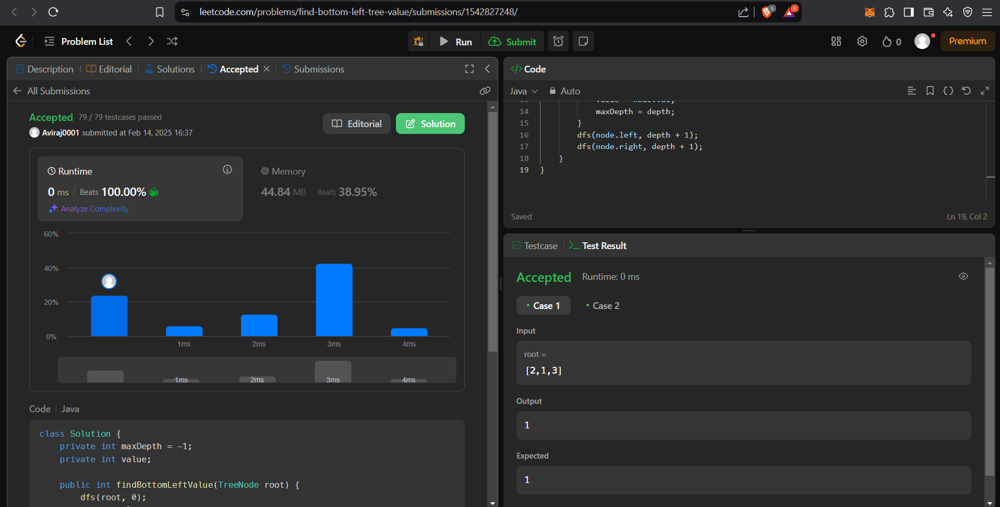 leetcode.com/problems/find-bottom-left-tree-value/submissions/1542827248/
5
1
Problem List
Run
Submit
0
Premium
Description
Editorial
Solutions
Accepted
Submissions
All Submissions
Accepted
79 / 79 testcases passed
Aviraj0001 submitted at Feb 14, 2025 16:37
Editorial
Solution
Runtime
0 ms
Beats 100.00%
Analyze Complexity
Memory
44.84 MB
Beats 38.95%
60%
40%
20%
0%
1ms
2ms
3ms
4ms
1ms
2ms
3ms
4ms
Code
Java
class Solution {
private int maxDepth = -1;
private int value;
public int findBottomLeftValue(TreeNode root) {
dfs(root, 0);
</> Code
Java
Auto
14 maxDepth = depth;
15 }
16 dfs(node.left, depth + 1);
17 dfs(node.right, depth + 1);
18 }
19 }
Saved
Ln 19, Col 2
Testcase
Test Result
Accepted
Runtime: 0 ms
Case 1
Case 2
Input
root =
[2,1,3]
Output
1
Expected
1